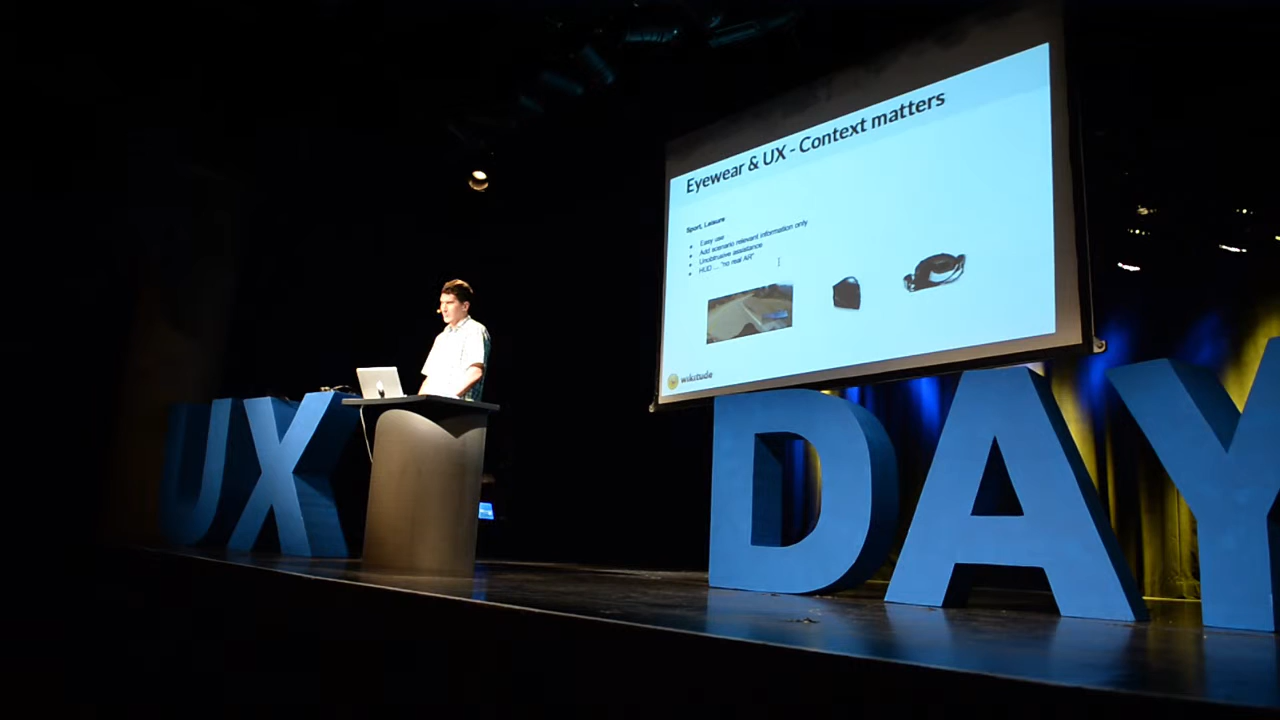 Eyewear & UX - Context matters
Sport, Leisure
Easy use
Add scenario relevant information only
Unobtrusive assistance
HUD ... "no real AR"
wikitude
UX
DAY